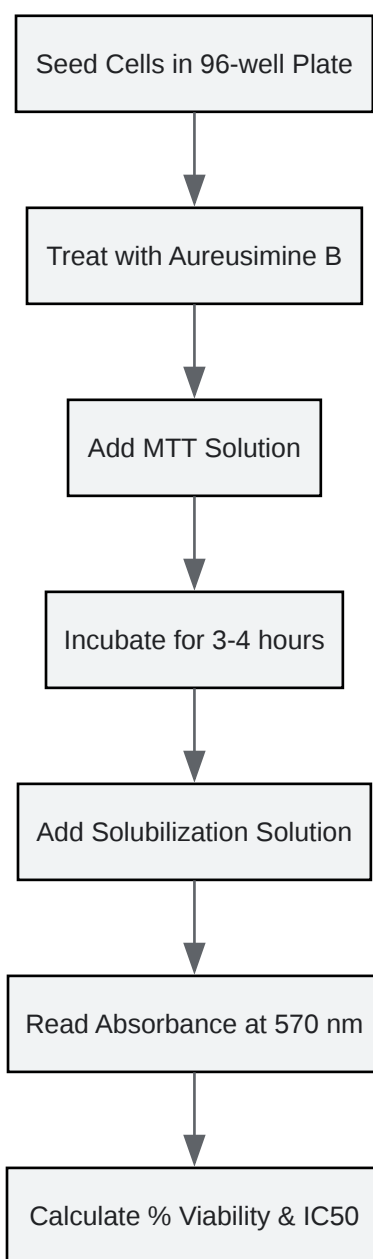 Seed Cells in 96-well Plate
Treat with Aureusimine B
Add MTT Solution
Incubate for 3-4 hours
Add Solubilization Solution
Read Absorbance at 570 nm
Calculate % Viability & IC50